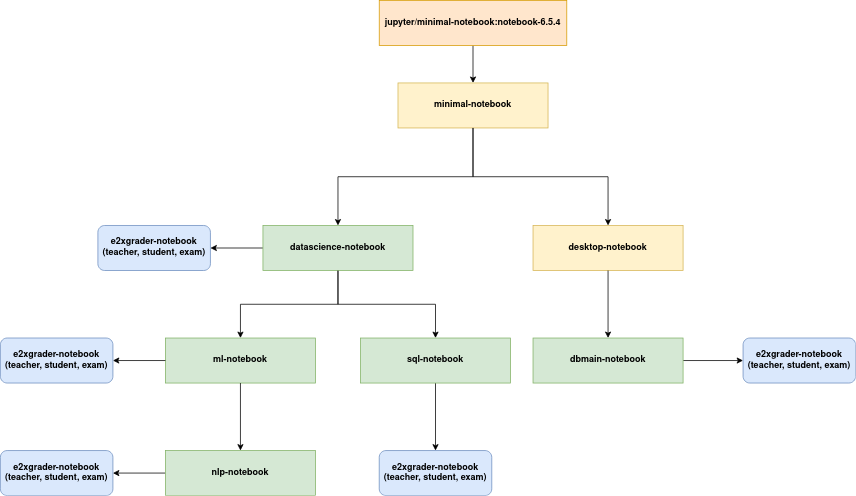 jupyter/minimal-notebook:notebook-6.5.4
minimal-notebook
e2xgrader-notebook
(teacher, student, exam)
datascience-notebook
desktop-notebook
e2xgrader-notebook
(teacher, student, exam)
ml-notebook
sql-notebook
dbmain-notebook
e2xgrader-notebook
(teacher, student, exam)
e2xgrader-notebook
(teacher, student, exam)
nlp-notebook
e2xgrader-notebook
(teacher, student, exam)